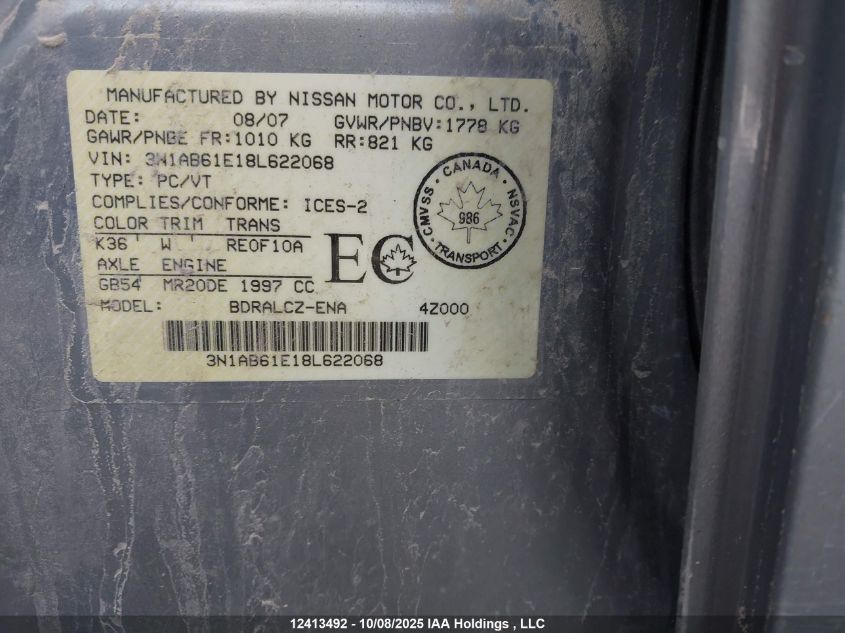 MANUFACTURED BY NISSAN MOTOR CO., LTD.
DATE: 08/07 GVWR/PNBV:1778 KG
GAWR/PNBE FR:1010 KG RR:821 KG
VIN: 3N1AB61E18L622068
TYPE: PC/VT
COMPLIES/CONFORME: ICES-2
COLOR TRIM TRANS
K36 W RE0F10A
AXLE ENGINE
GB54 MR20DE 1997 CC
EC
CANADA
CMVSS
NSVAC
986
TRANSPORT
MODEL: BDRALCZ-ENA 4Z000
3N1AB61E18L622068
12413492 - 10/08/2025 IAA Holdings , LLC